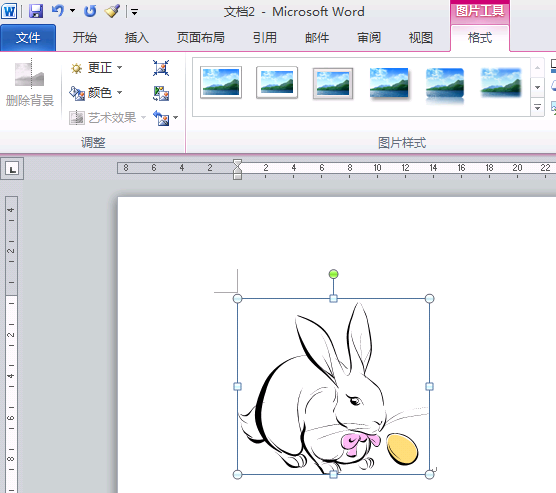 文档2 - Microsoft Word
图片工具
文件 开始 插入 页面布局 引用 邮件 审阅 视图 格式
删除背景
更正
颜色
艺术效果
调整
图片样式
8 6 4 2 2 4 6 8 10 12 14 16 18 20 22
4
2
2
4
6
8